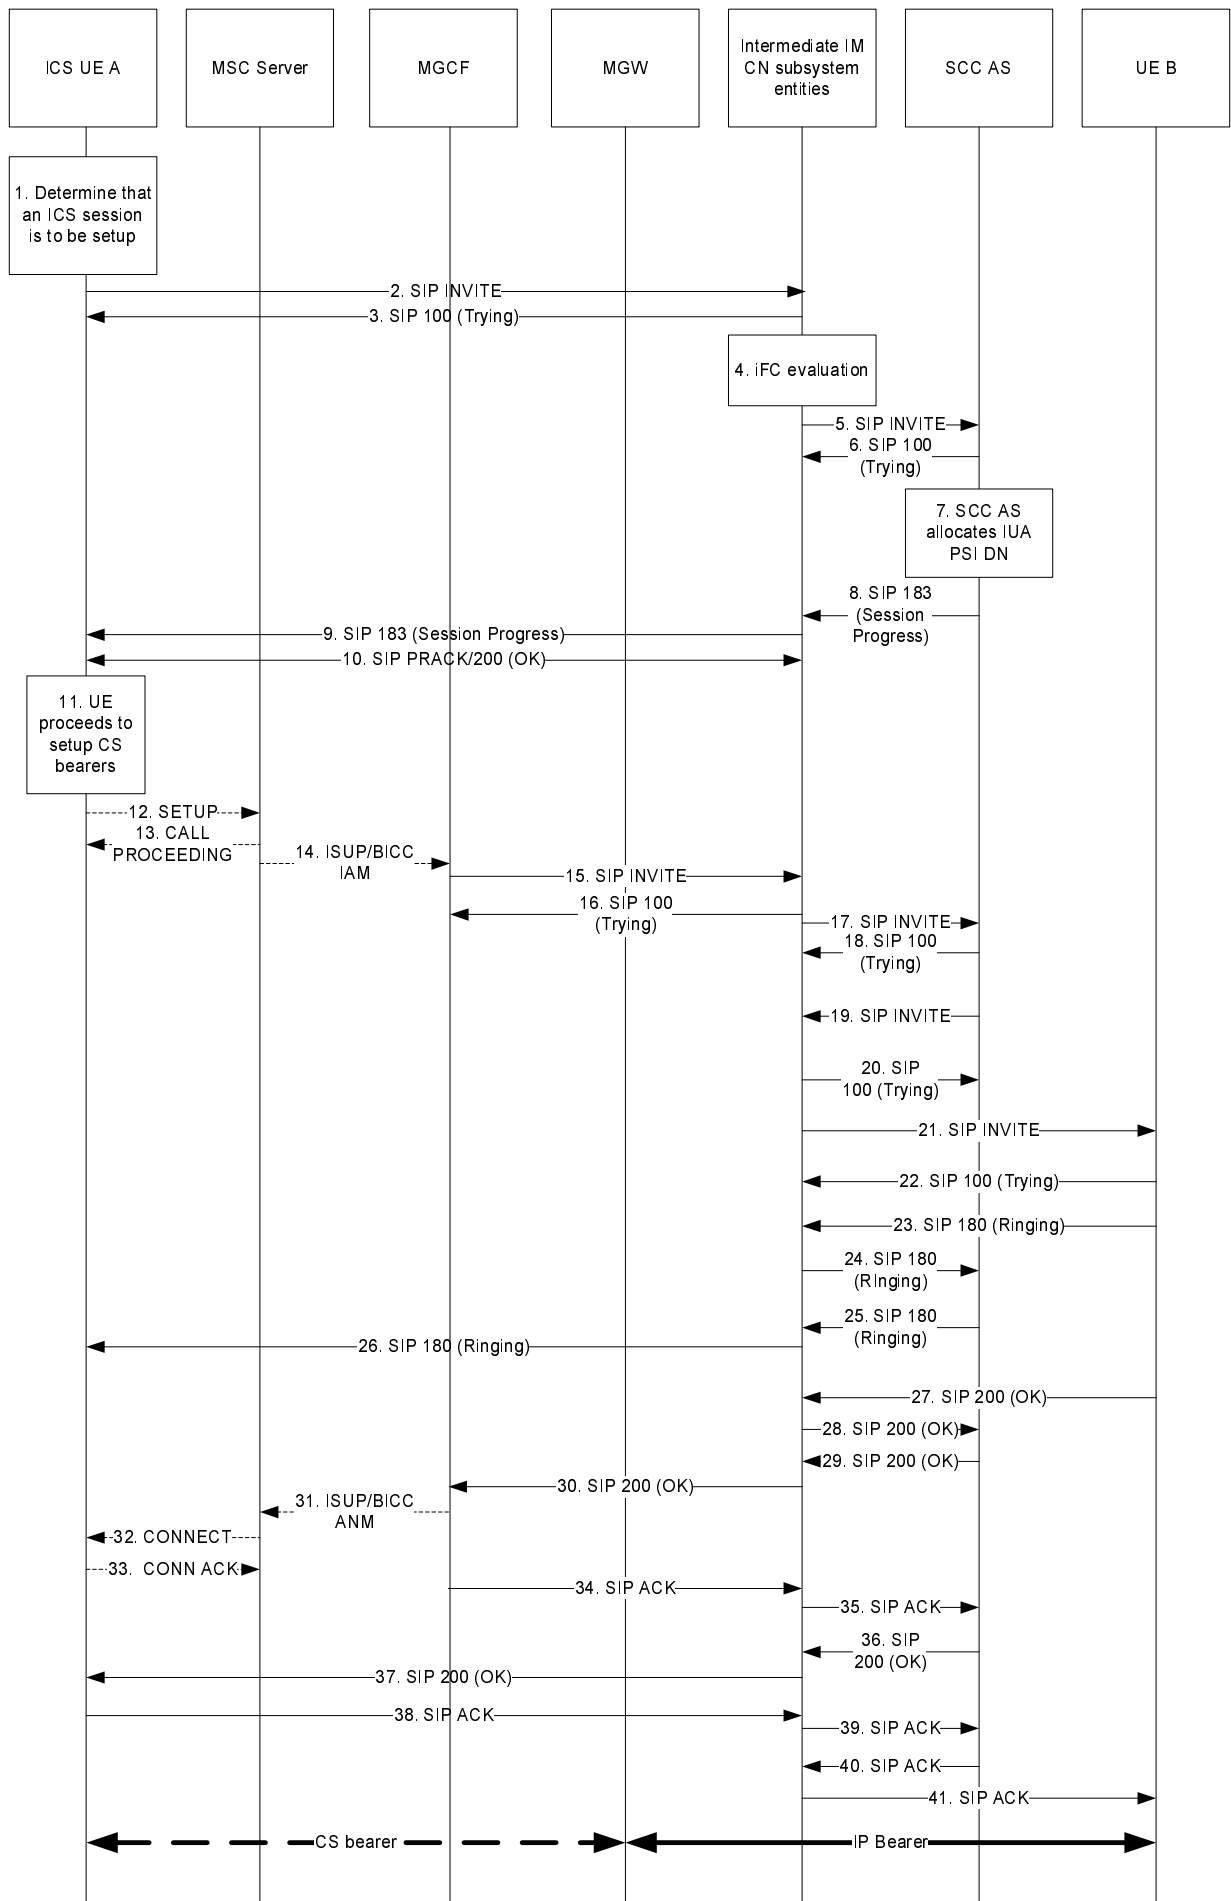 ICS UE A
MSC Server
MGCF
MGW
Intermediate IM
CN subsystem
entities
SCC AS
UE B
1. Determine that
an ICS session
is to be setup
2. SIP INVITE
3. SIP 100 (Trying)
4. iFC evaluation
5. SIP INVITE
6. SIP 100
(Trying)
7. SCC AS
allocates IUA
PSI DN
8. SIP 183
(Session
Progress)
9. SIP 183 (Session Progress)
10. SIP PRACK/200 (OK)
11. UE
proceeds to
setup CS
bearers
12. SETUP
13. CALL
PROCEEDING
14. ISUP/BICC
IAM
15. SIP INVITE
16. SIP 100
(Trying)
17. SIP INVITE
18. SIP 100
(Trying)
19. SIP INVITE
20. SIP
100 (Trying)
21. SIP INVITE
22. SIP 100 (Trying)
23. SIP 180 (Ringing)
24. SIP 180
(RInging)
25. SIP 180
(Ringing)
26. SIP 180 (Ringing)
27. SIP 200 (OK)
28. SIP 200 (OK)
29. SIP 200 (OK)
30. SIP 200 (OK)
31. ISUP/BICC
ANM
32. CONNECT
33. CONN ACK
34. SIP ACK
35. SIP ACK
36. SIP
200 (OK)
37. SIP 200 (OK)
38. SIP ACK
39. SIP ACK
40. SIP ACK
41. SIP ACK
CS bearer
IP Bearer